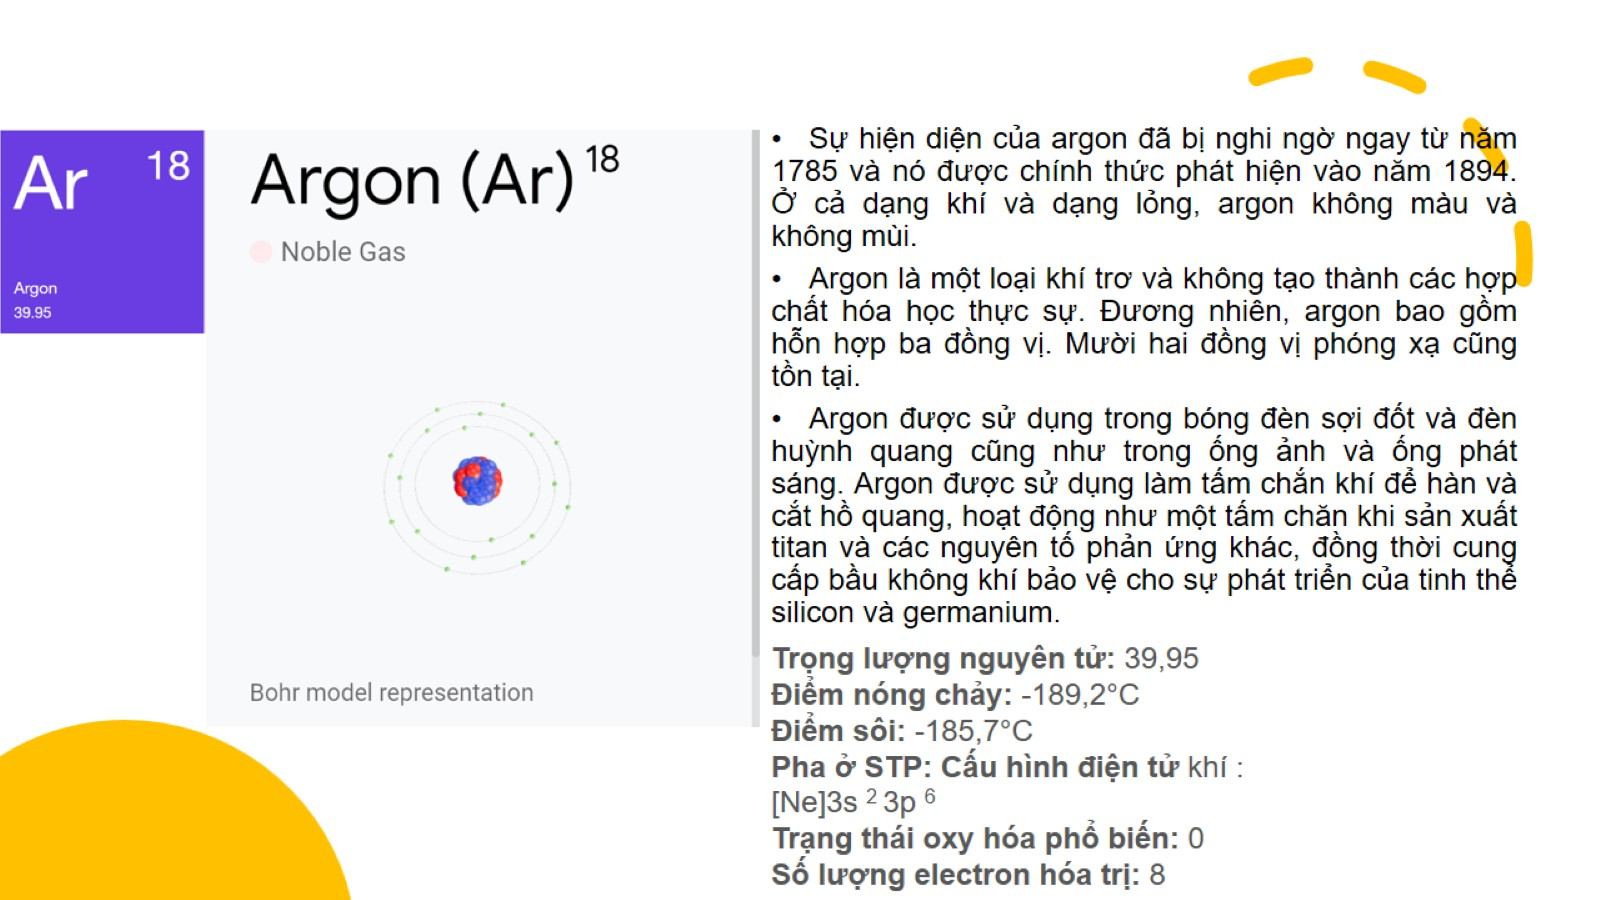 Ar 18
Argon
39.95
Argon (Ar) 18
Noble Gas
Bohr model representation
• Sự hiện diện của argon đã bị nghi ngờ ngay từ năm
1785 và nó được chính thức phát hiện vào năm 1894.
Ở cả dạng khí và dạng lỏng, argon không màu và
không mùi.
• Argon là một loại khí trơ và không tạo thành các hợp
chất hóa học thực sự. Đương nhiên, argon bao gồm
hỗn hợp ba đồng vị. Mười hai đồng vị phóng xạ cũng
tồn tại.
• Argon được sử dụng trong bóng đèn sợi đốt và đèn
huỳnh quang cũng như trong ống ảnh và ống phát
sáng. Argon được sử dụng làm tấm chắn khí để hàn và
cắt hồ quang, hoạt động như một tấm chăn khi sản xuất
titan và các nguyên tố phản ứng khác, đồng thời cung
cấp bầu không khí bảo vệ cho sự phát triển của tinh thể
silicon và germanium.
Trọng lượng nguyên tử: 39,95
Điểm nóng chảy: -189,2°C
Điểm sôi: -185,7°C
Pha ở STP: Cấu hình điện tử khí :
[Ne]3s 2 3p 6
Trạng thái oxy hóa phổ biến: 0
Số lượng electron hóa trị: 8